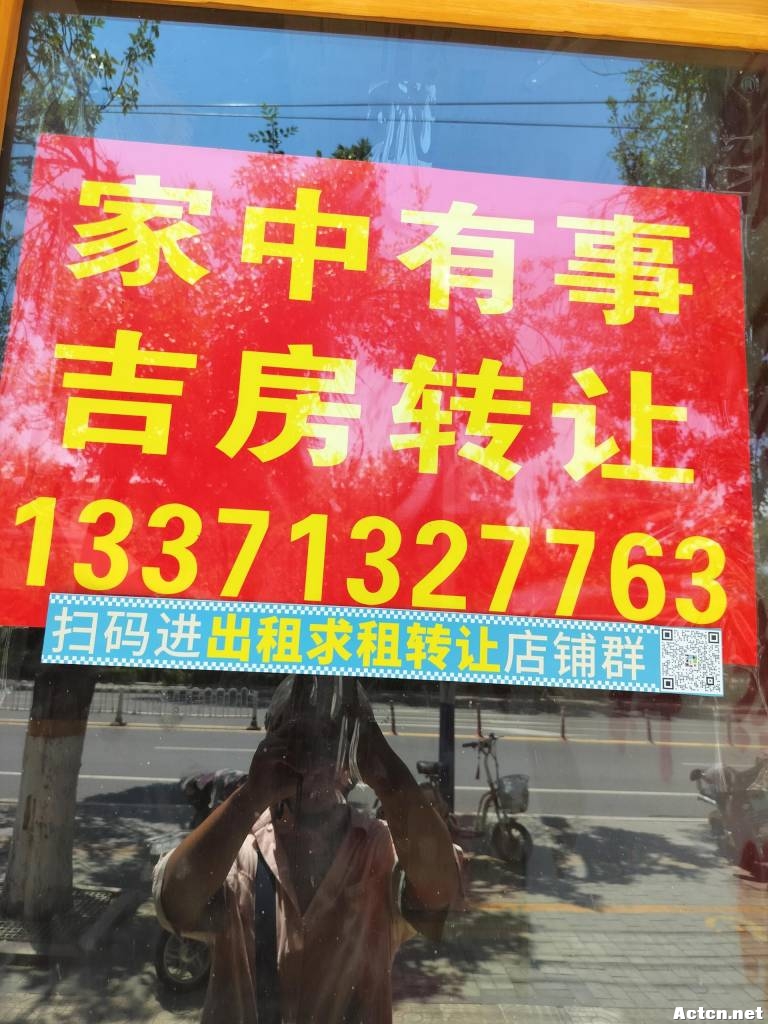 家中有事
吉房转让
13371327763
扫码进出租求租转让店铺群
Actcn.net